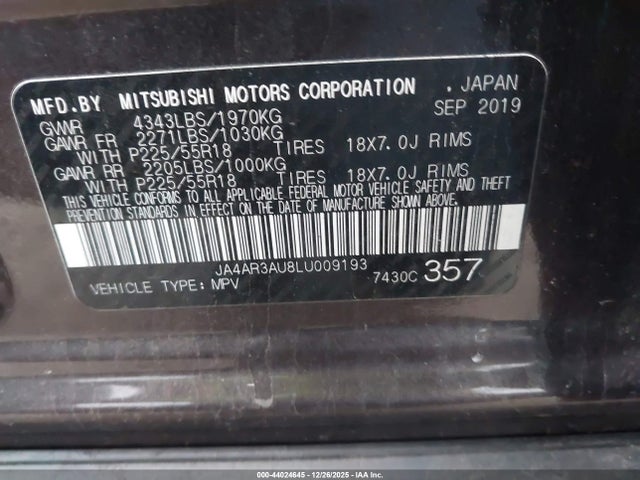 MFD.BY MITSUBISHI MOTORS CORPORATION . JAPAN
GVWR 4343LBS/1970KG SEP 2019
GAWR FR 2271LBS/1030KG
WITH P225/55R18 TIRES 18X7.0J RIMS
GAWR RR 2205LBS/1000KG
WITH P225/55R18 TIRES 18X7.0J RIMS
THIS VEHICLE CONFORMS TO ALL APPLICABLE FEDERAL MOTOR VEHICLE SAFETY AND THEFT
PREVENTION STANDARDS IN EFFECT ON THE DATE OF MANUFACTURE SHOWN ABOVE.
JA4AR3AU8LU009193
VEHICLE TYPE: MPV 7430C 357
000-44024645 - 12/26/2025 - IAA Inc.